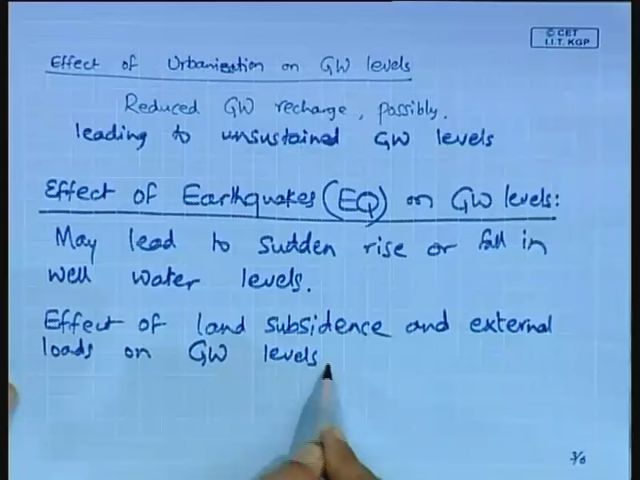 © CET
I.I.T. KGP
Effect of Urbanization on GW levels
Reduced GW recharge, possibly.
leading to unsustained GW levels
Effect of Earthquakes (EQ) on GW levels:
May lead to sudden rise or fall in
well water levels.
Effect of land subsidence and external
loads on GW levels